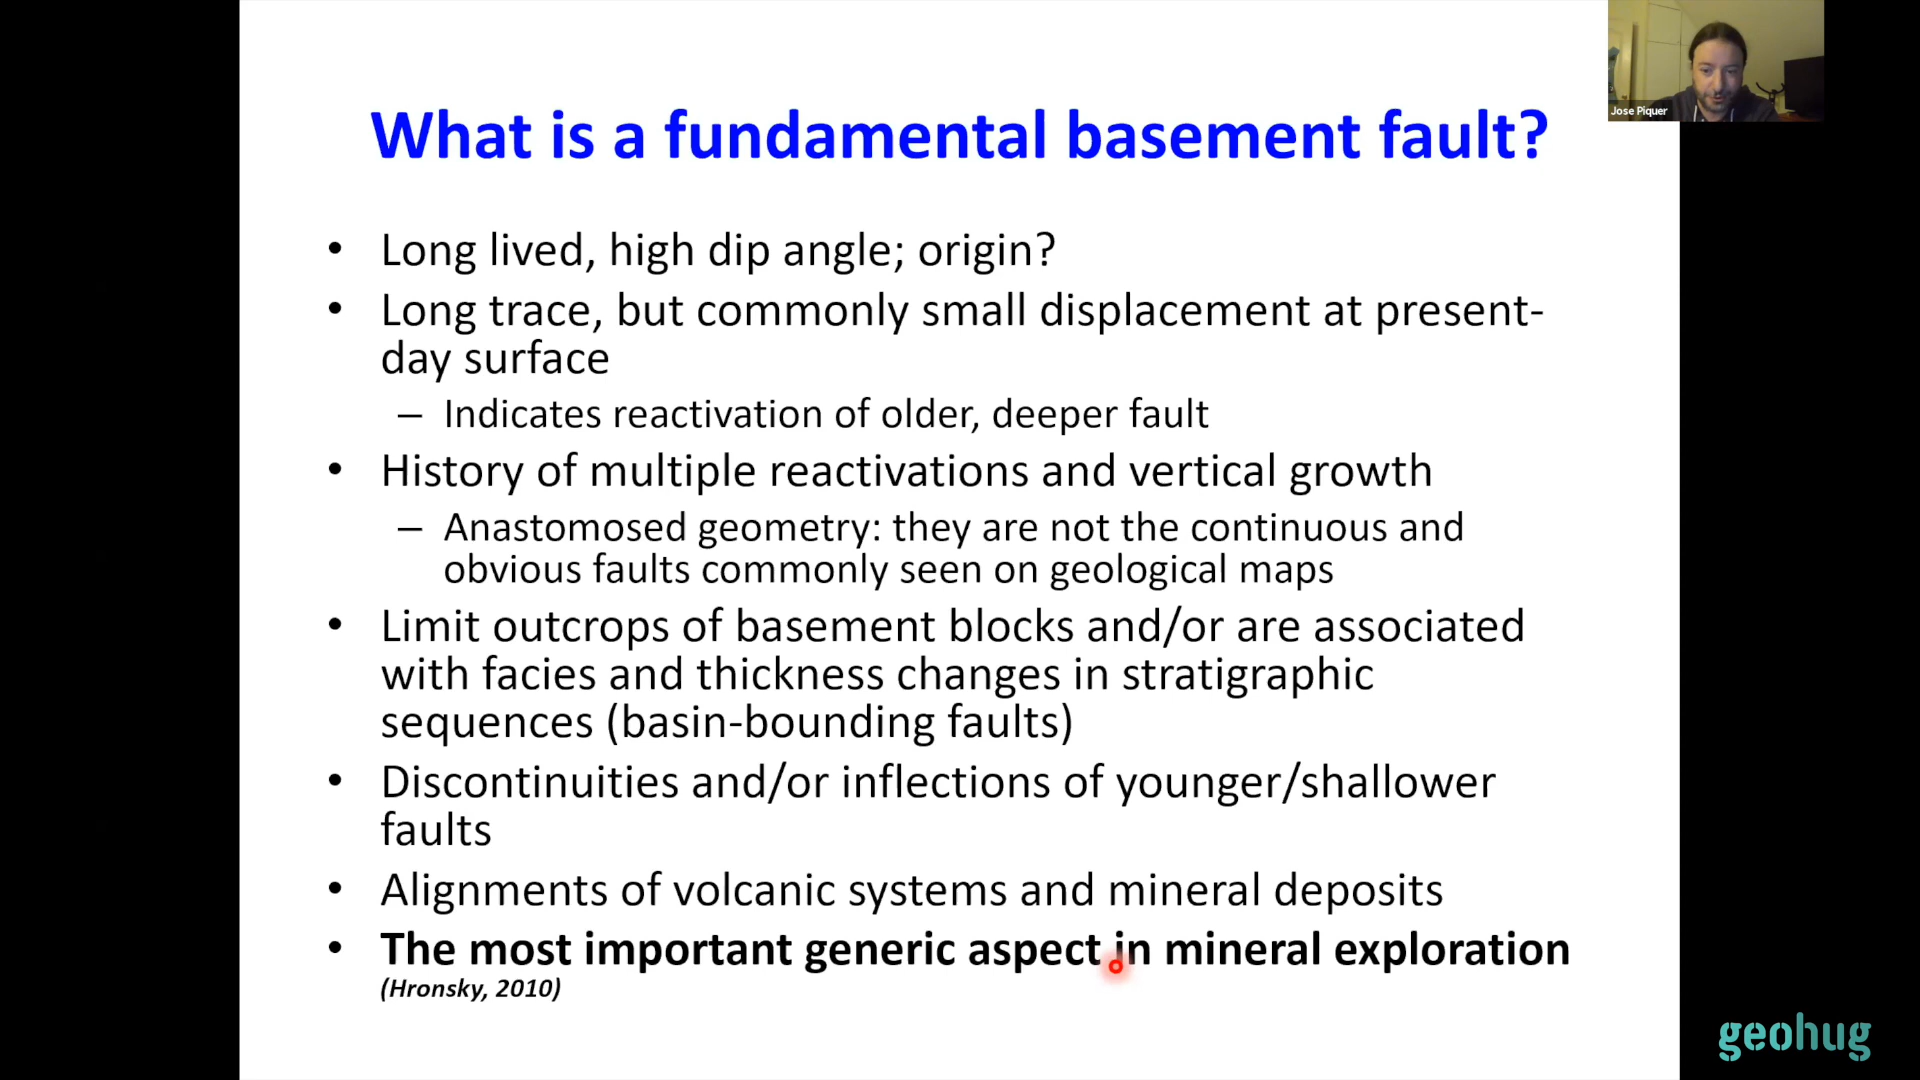 What is a fundamental basement fault?
Jose Piquer
• Long lived, high dip angle; origin?
• Long trace, but commonly small displacement at present-
day surface
– Indicates reactivation of older, deeper fault
• History of multiple reactivations and vertical growth
– Anastomosed geometry: they are not the continuous and
obvious faults commonly seen on geological maps
• Limit outcrops of basement blocks and/or are associated
with facies and thickness changes in stratigraphic
sequences (basin-bounding faults)
• Discontinuities and/or inflections of younger/shallower
faults
• Alignments of volcanic systems and mineral deposits
• The most important generic aspect in mineral exploration
(Hronsky, 2010)
geohug